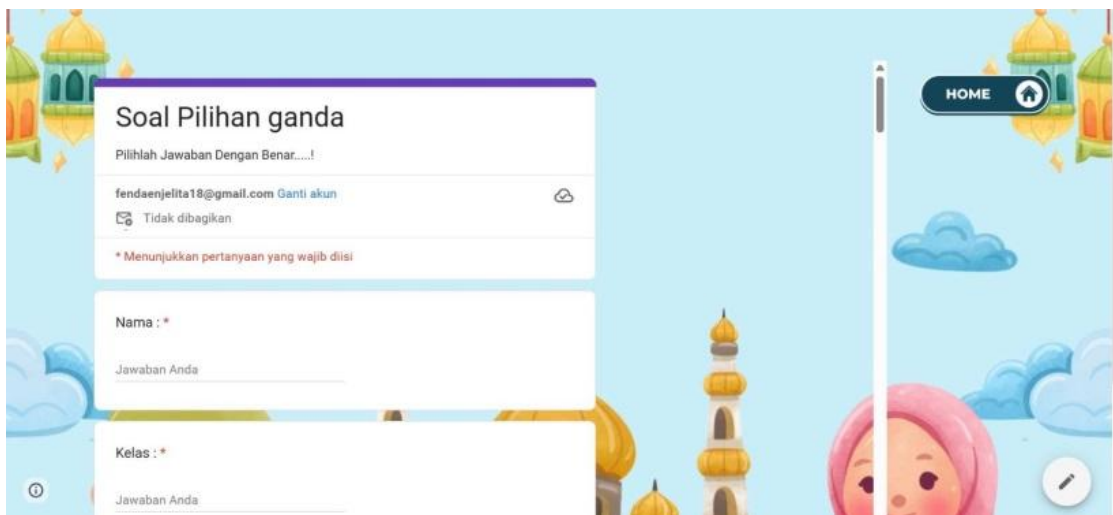 Soal Pilihan ganda
Pilihlah Jawaban Dengan Benar.....!
fendaenjelita18@gmail.com Ganti akun
Tidak dibagikan
* Menunjukkan pertanyaan yang wajib diisi
Nama : *
Jawaban Anda
Kelas : *
Jawaban Anda
HOME